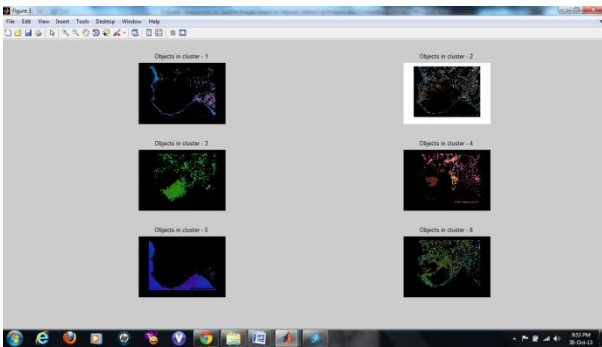 Figure 3
File Edit View Insert Tools Desktop Window Help
Objects in cluster - 1
Objects in cluster - 2
Objects in cluster - 3
Objects in cluster - 4
Objects in cluster - 5
Objects in cluster - 6
9:53 PM
30-Oct-13